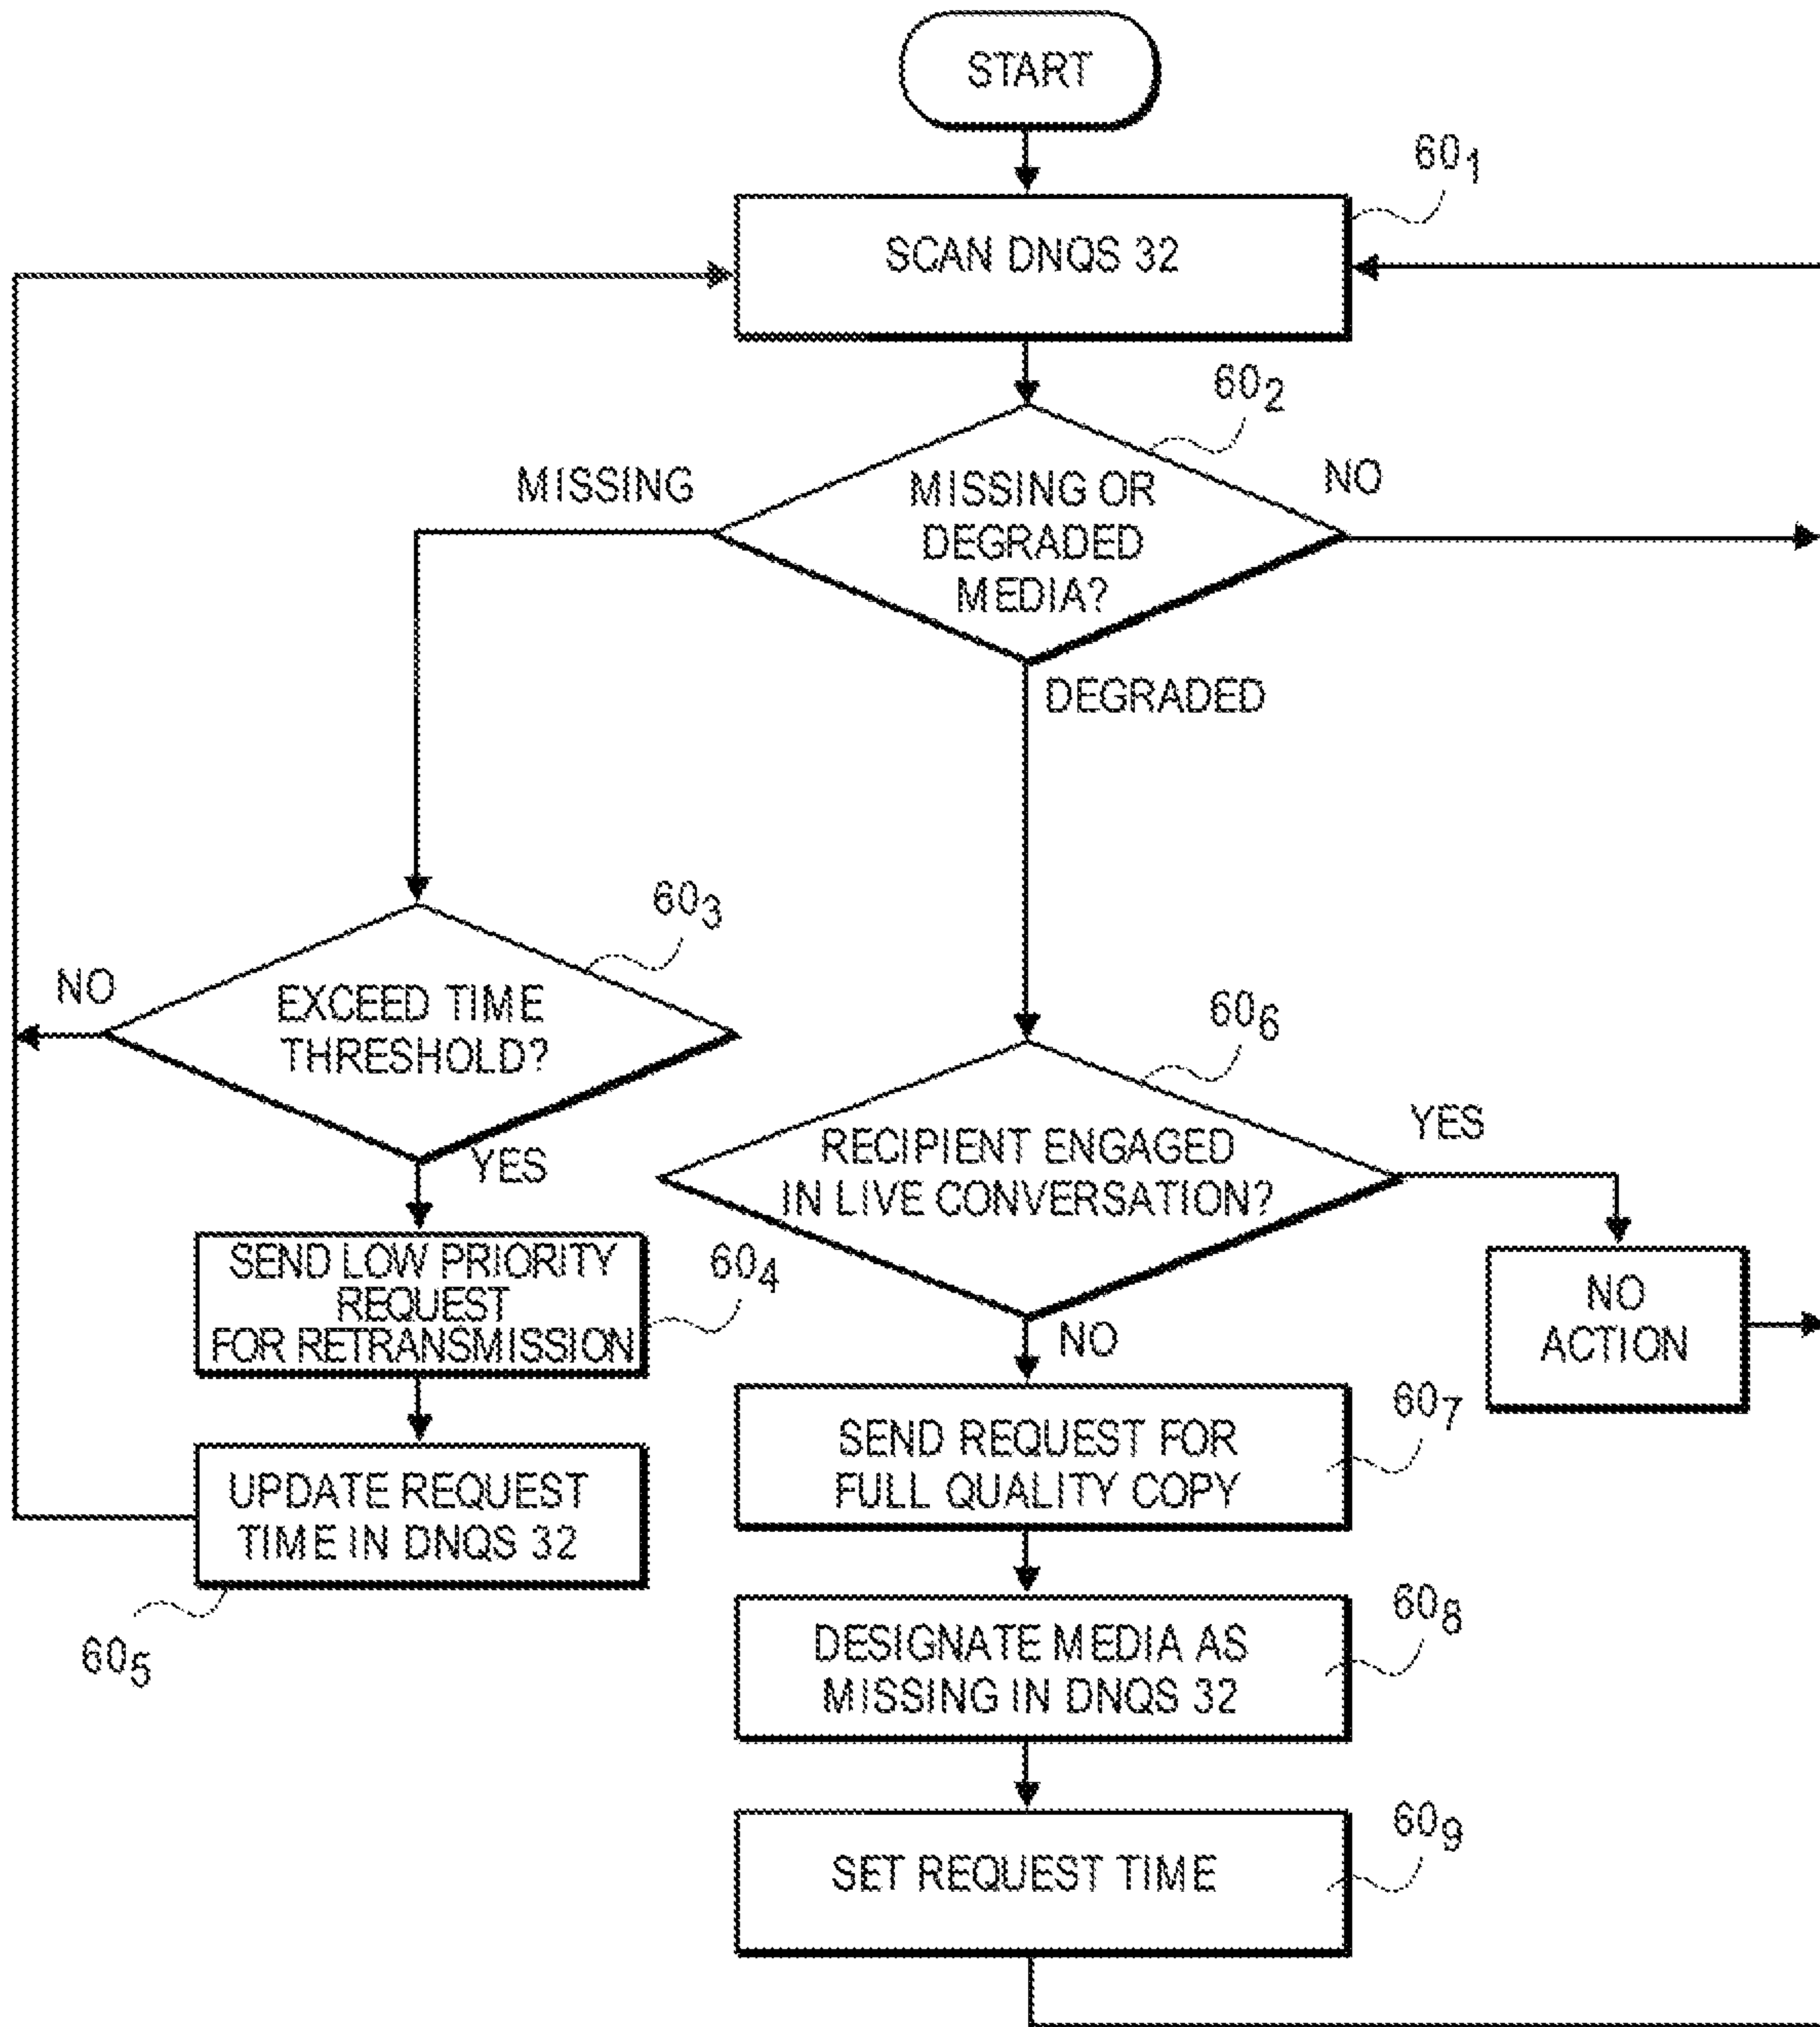 START
60₁
SCAN DNQS 32
60₂
MISSING
MISSING OR
DEGRADED
MEDIA?
NO
DEGRADED
60₃
NO
EXCEED TIME
THRESHOLD?
YES
60₆
RECIPIENT ENGAGED
IN LIVE CONVERSATION?
YES
SEND LOW PRIORITY
REQUEST
FOR RETRANSMISSION
60₄
NO
NO
ACTION
UPDATE REQUEST
TIME IN DNQS 32
60₅
SEND REQUEST FOR
FULL QUALITY COPY
60₇
DESIGNATE MEDIA AS
MISSING IN DNQS 32
60₈
SET REQUEST TIME
60₉